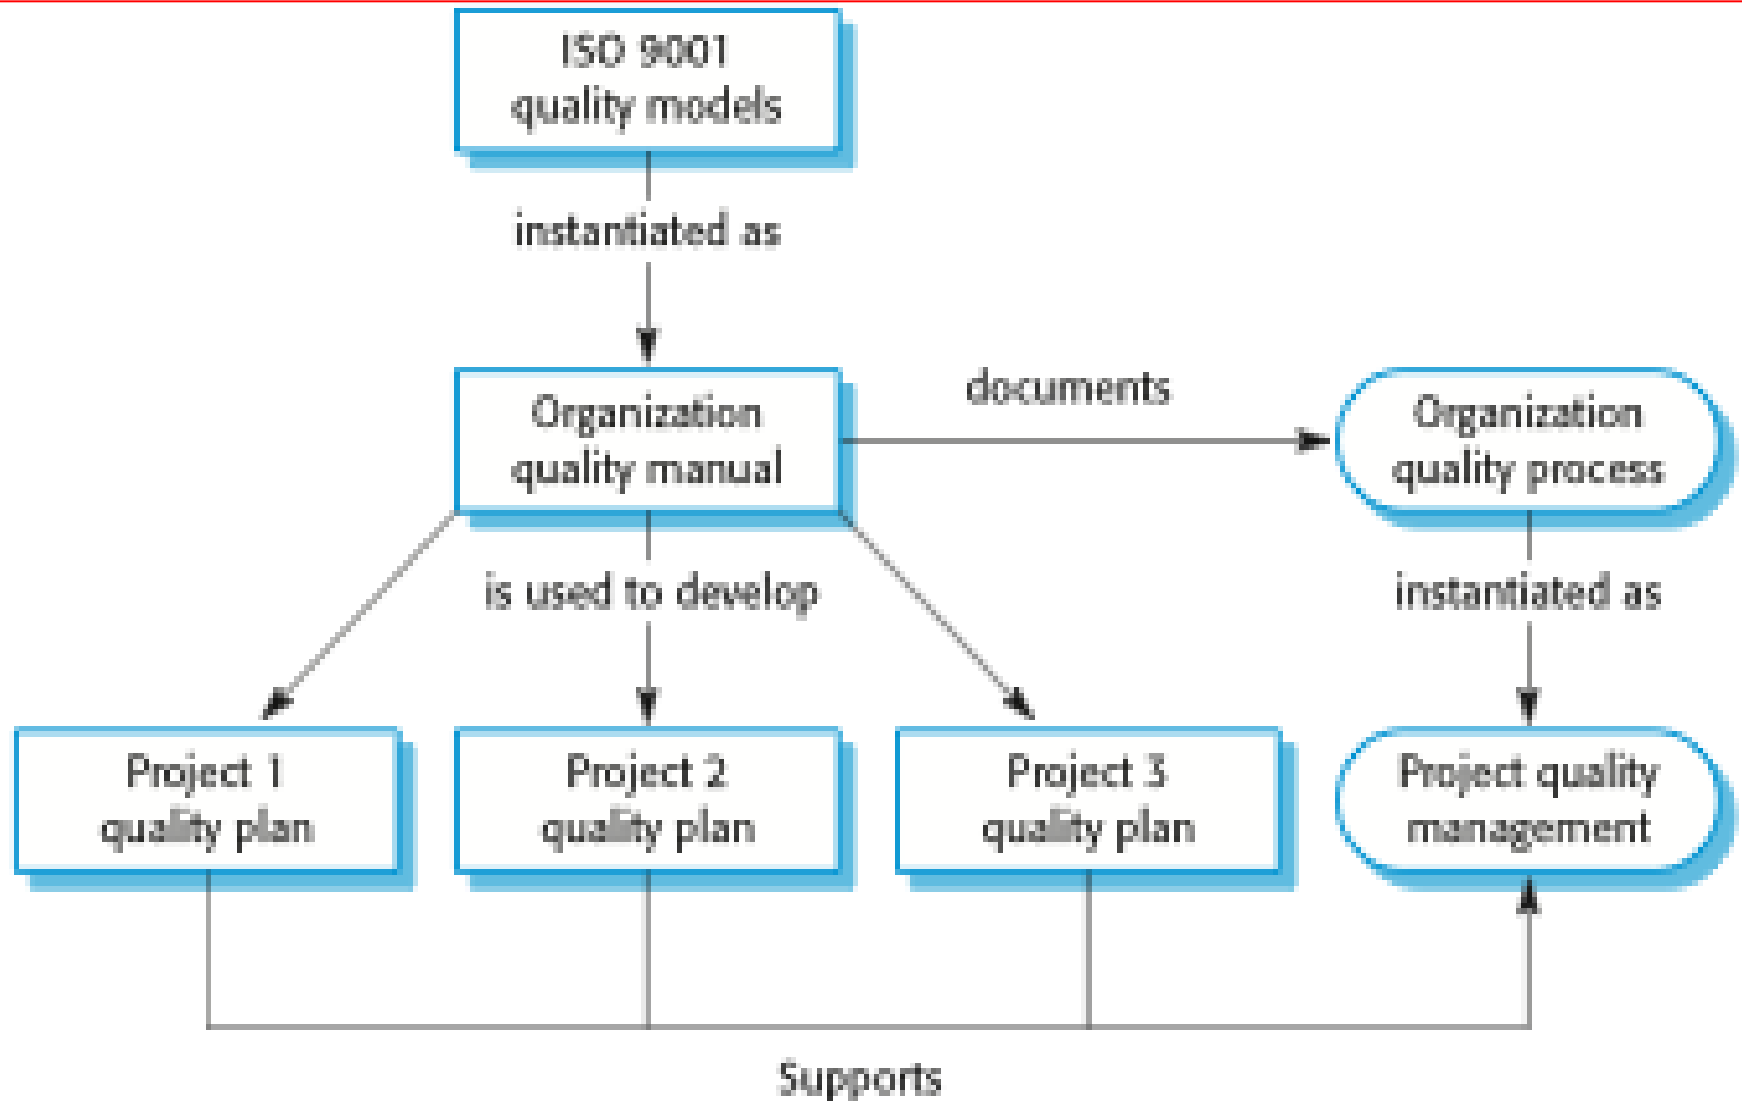 ISO 9001
quality models
instantiated as
Organization
quality manual
documents
Organization
quality process
is used to develop
instantiated as
Project 1
quality plan
Project 2
quality plan
Project 3
quality plan
Project quality
management
Supports